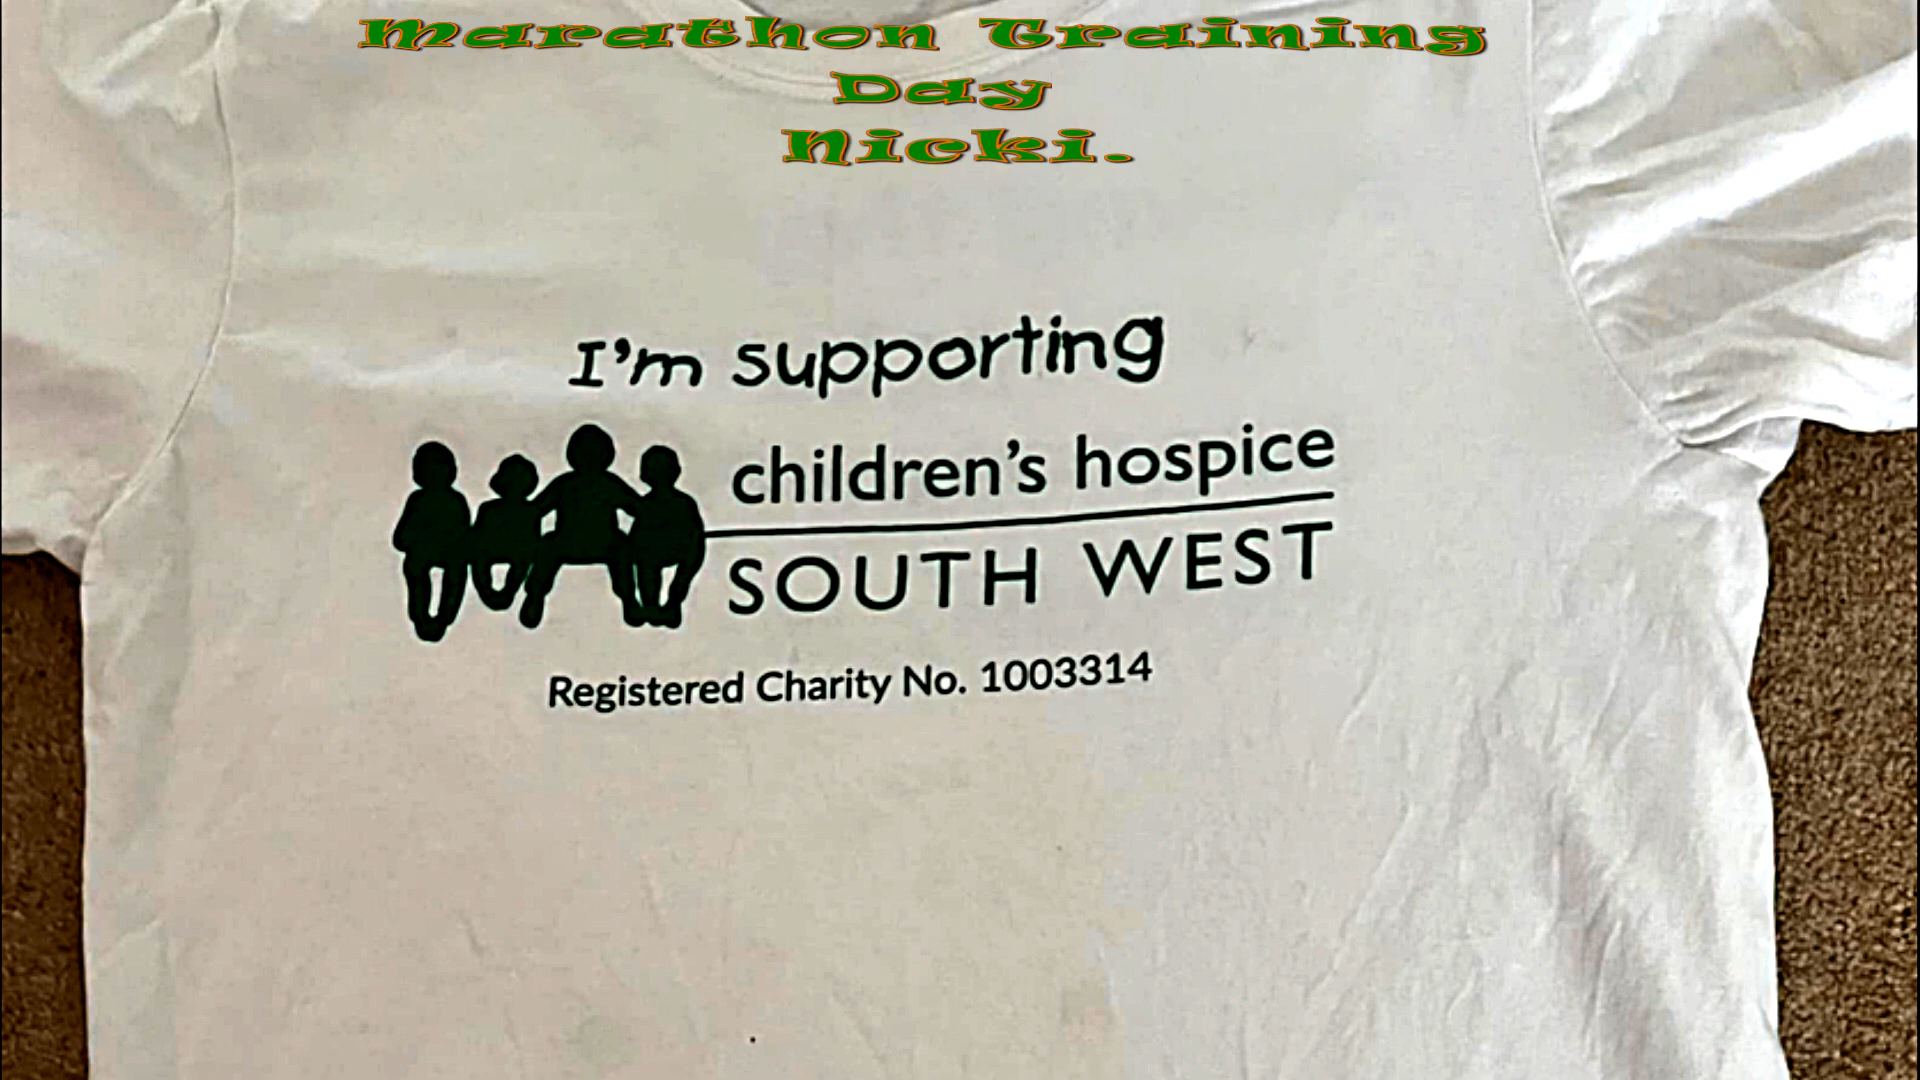 Marathon Training
Day
Nicki.
I'm supporting
children's hospice
SOUTH WEST
Registered Charity No. 1003314